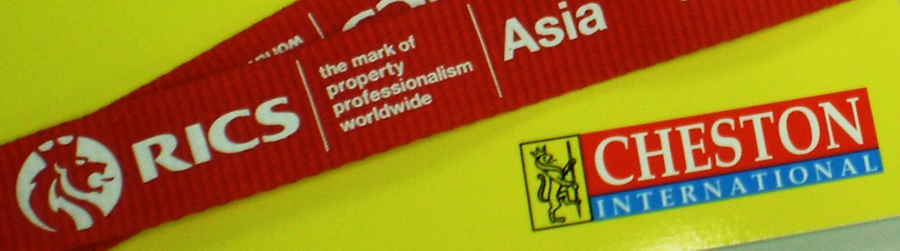 RICS
the mark of
property
professionalism
worldwide
Asia
CHESTON
INTERNATIONAL